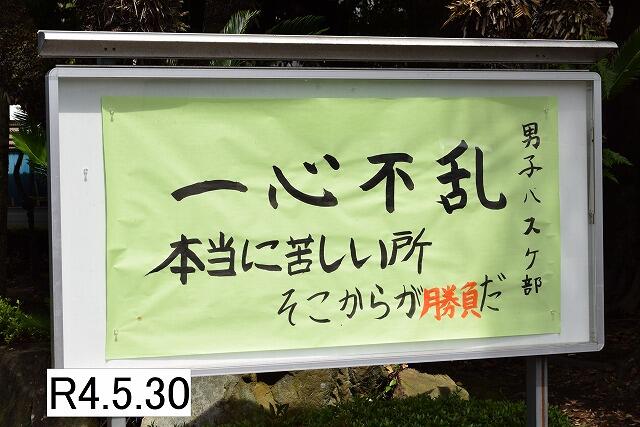 一心不乱
本当に苦しい所
そこからが勝負だ
男子バスケ部
R4.5.30